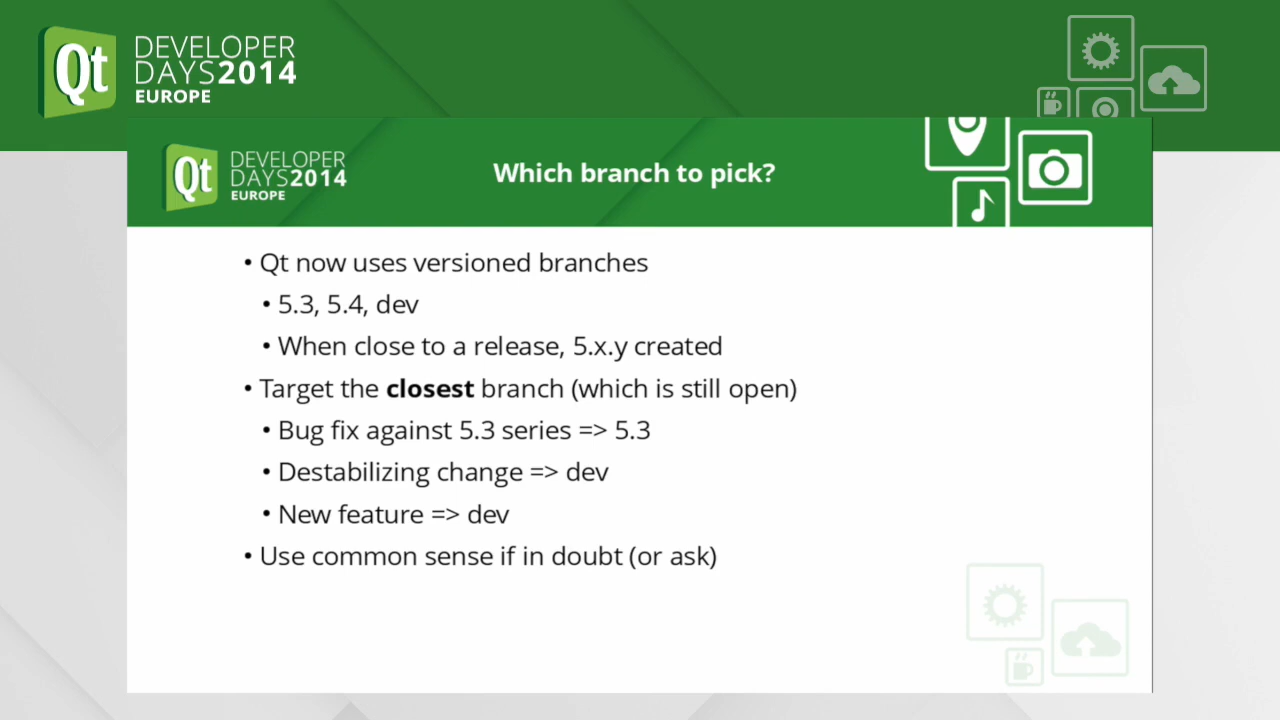 Qt
DEVELOPER
DAYS2014
EUROPE
Qt
DEVELOPER
DAYS2014
EUROPE
Which branch to pick?
• Qt now uses versioned branches
• 5.3, 5.4, dev
• When close to a release, 5.x.y created
• Target the closest branch (which is still open)
• Bug fix against 5.3 series => 5.3
• Destabilizing change => dev
• New feature => dev
• Use common sense if in doubt (or ask)